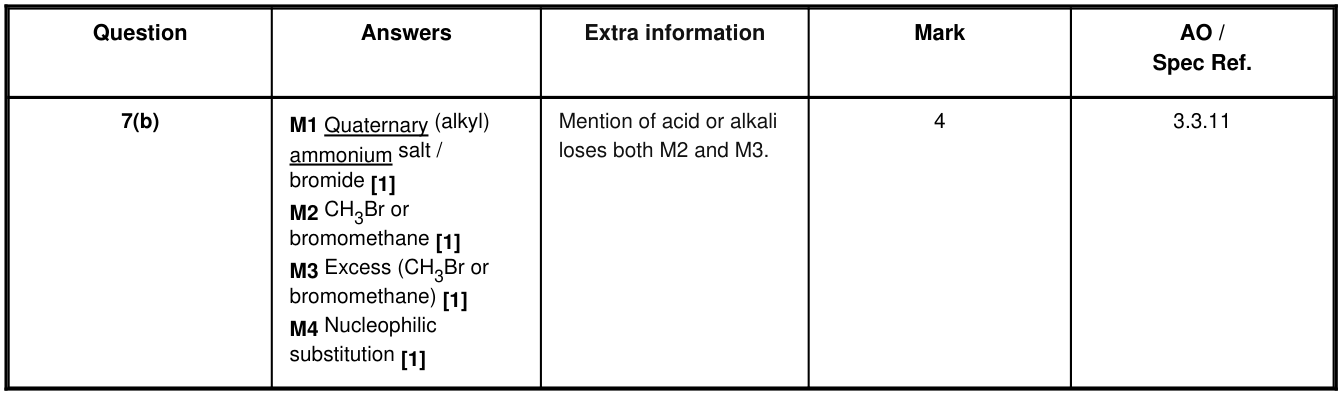 Question Answers Extra information Mark AO /
Spec Ref.
7(b) M1 Quaternary (alkyl) Mention of acid or alkali 4 3.3.11
ammonium salt / loses both M2 and M3.
bromide [1]
M2 CH3Br or
bromomethane [1]
M3 Excess (CH3Br or
bromomethane) [1]
M4 Nucleophilic
substitution [1]